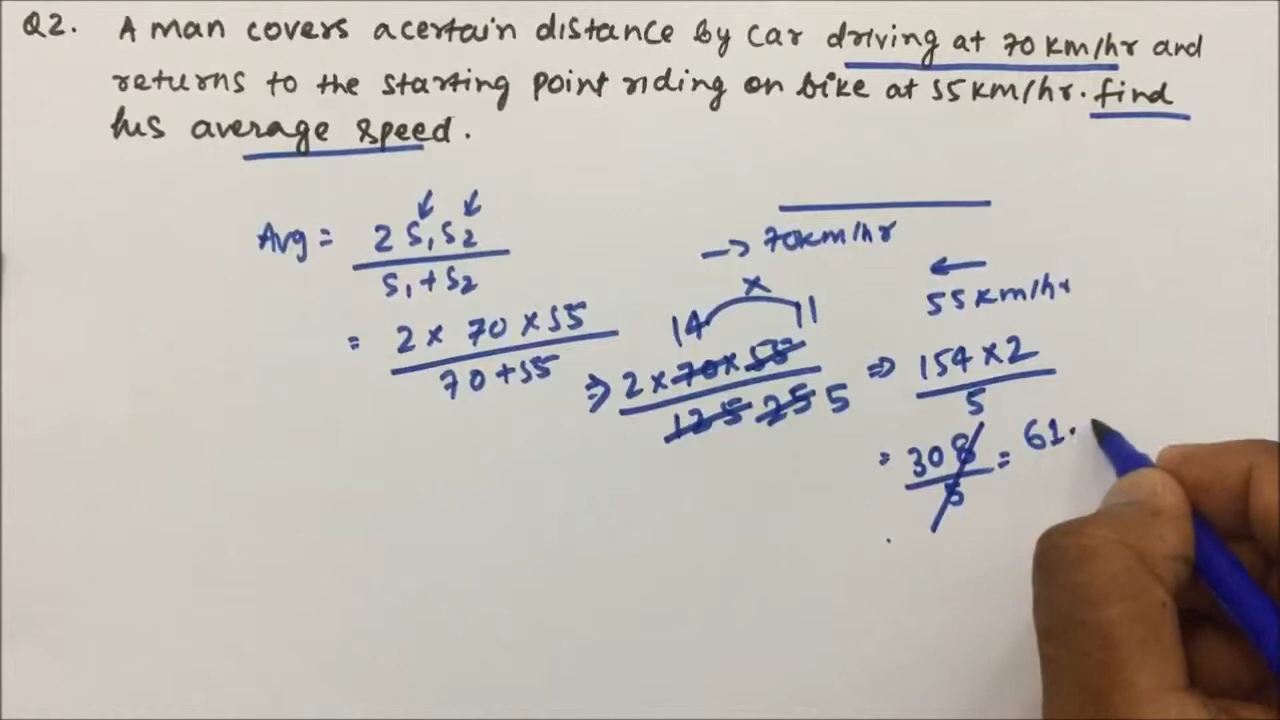 Q2. A man covers a certain distance by car driving at 70 km/hr and
returns to the starting point riding on bike at 55 km/hr. find
his average speed.
Avg = 2 S1 S2
S1 + S2
→ 70 km/hr
←
55 km/hr
= 2 × 70 × 55
70 + 55
14 × 11
⇒ 2 × 70 × 55
125 25 5
⇒ 154 × 2
5
= 308 = 61.
5